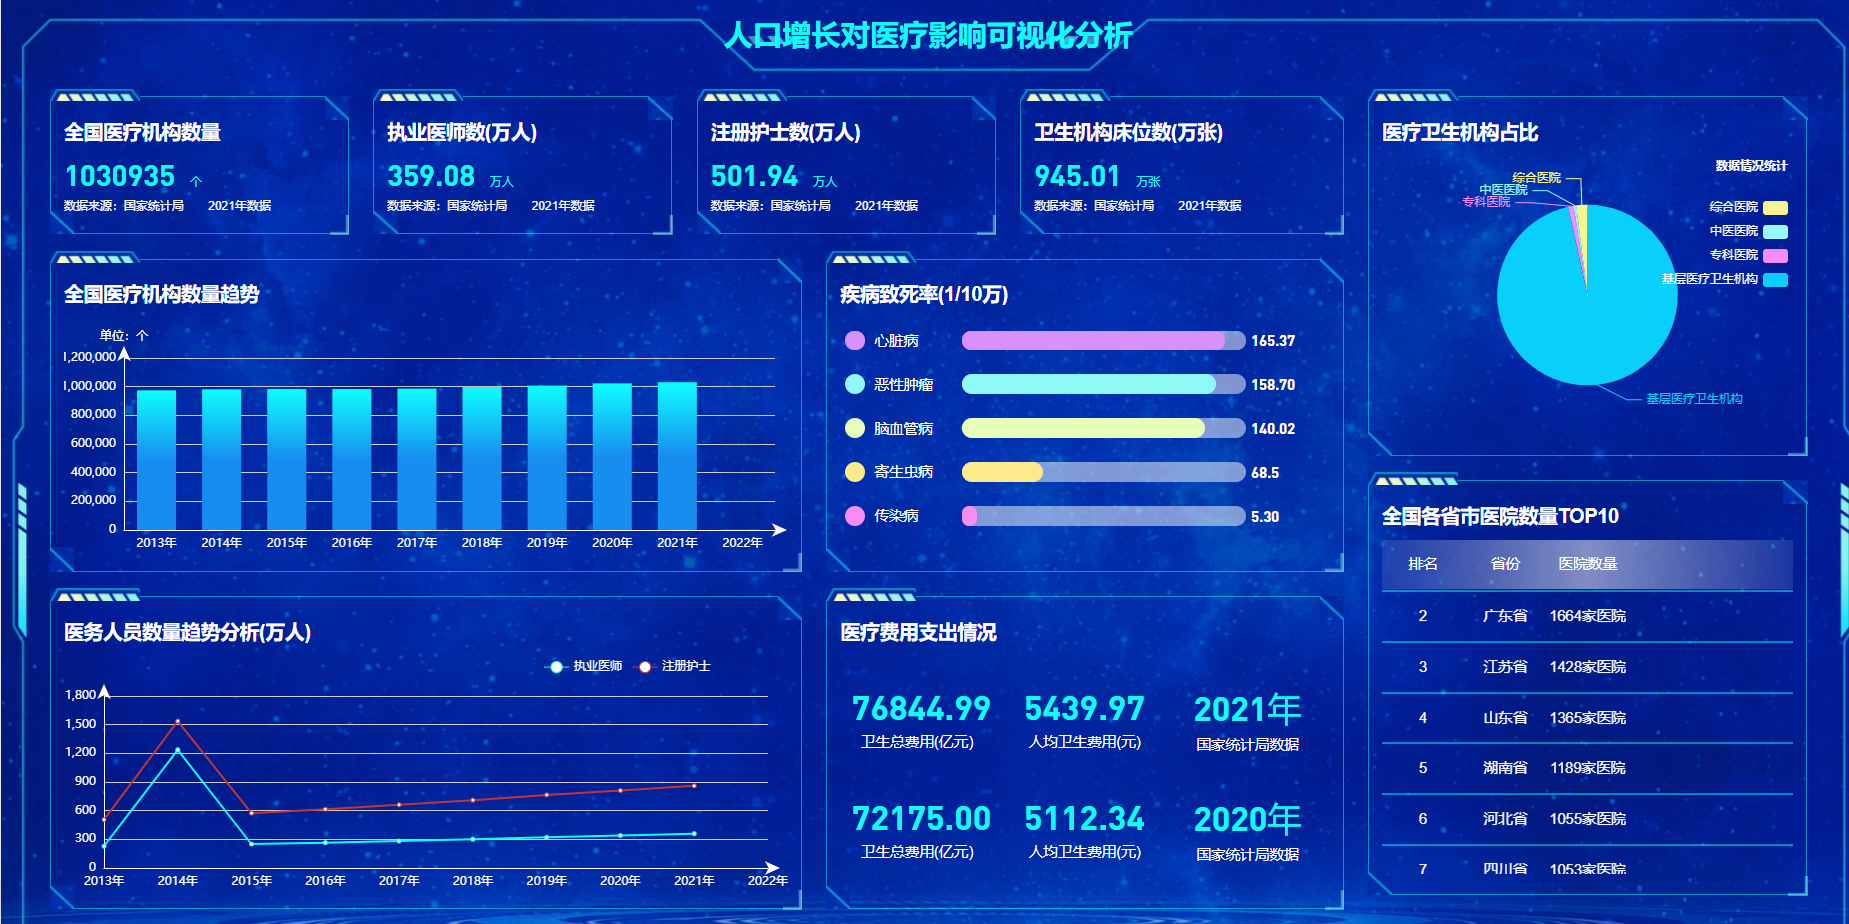 人口增长对医疗影响可视化分析
全国医疗机构数量
1030935 个
数据来源：国家统计局 2021年数据
执业医师数(万人)
359.08 万人
数据来源：国家统计局 2021年数据
注册护士数(万人)
501.94 万人
数据来源：国家统计局 2021年数据
卫生机构床位数(万张)
945.01 万张
数据来源：国家统计局 2021年数据
医疗卫生机构占比
数据情况统计
综合医院
中医医院
专科医院
基层医疗卫生机构
综合医院
中医医院
专科医院
基层医疗卫生机构
全国医疗机构数量趋势
单位：个
1,200,000
1,000,000
800,000
600,000
400,000
200,000
0
2013年 2014年 2015年 2016年 2017年 2018年 2019年 2020年 2021年 2022年
疾病致死率(1/10万)
心脏病 165.37
恶性肿瘤 158.70
脑血管病 140.02
寄生虫病 68.5
传染病 5.30
全国各省市医院数量TOP10
排名 省份 医院数量
2 广东省 1664家医院
3 江苏省 1428家医院
4 山东省 1365家医院
5 湖南省 1189家医院
6 河北省 1055家医院
7 四川省 1053家医院
医务人员数量趋势分析(万人)
执业医师 注册护士
1,800
1,500
1,200
900
600
300
0
2013年 2014年 2015年 2016年 2017年 2018年 2019年 2020年 2021年 2022年
医疗费用支出情况
76844.99 5439.97 2021年
卫生总费用(亿元) 人均卫生费用(元) 国家统计局数据
72175.00 5112.34 2020年
卫生总费用(亿元) 人均卫生费用(元) 国家统计局数据